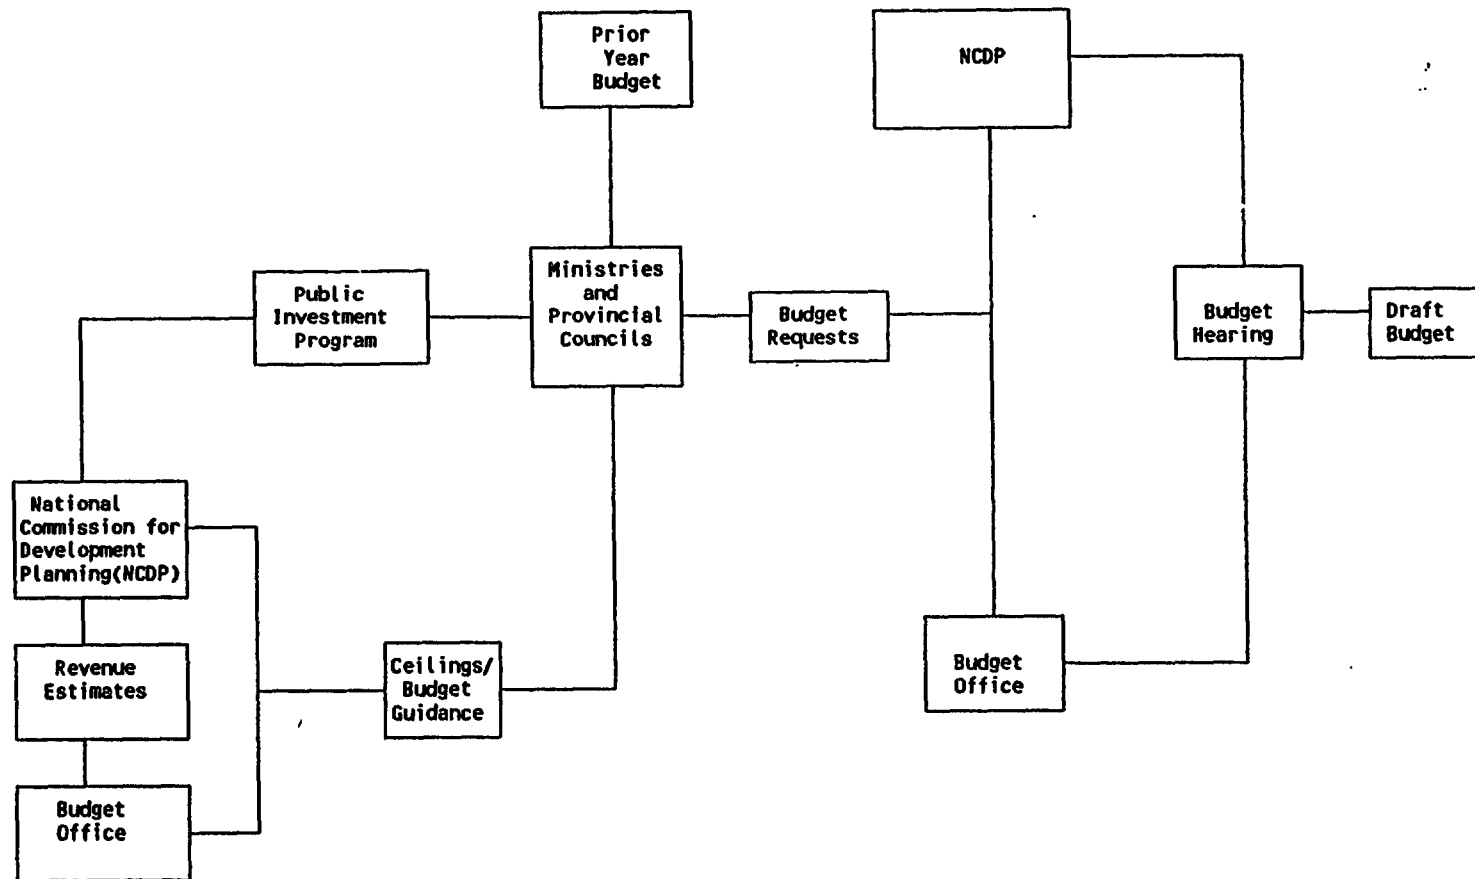 Prior
Year
Budget
NCDP
Public
Investment
Program
Ministries
and
Provincial
Councils
Budget
Requests
Budget
Hearing
Draft
Budget
National
Commission for
Development
Planning(NCDP)
Revenue
Estimates
Budget
Office
Ceilings/
Budget
Guidance
Budget
Office